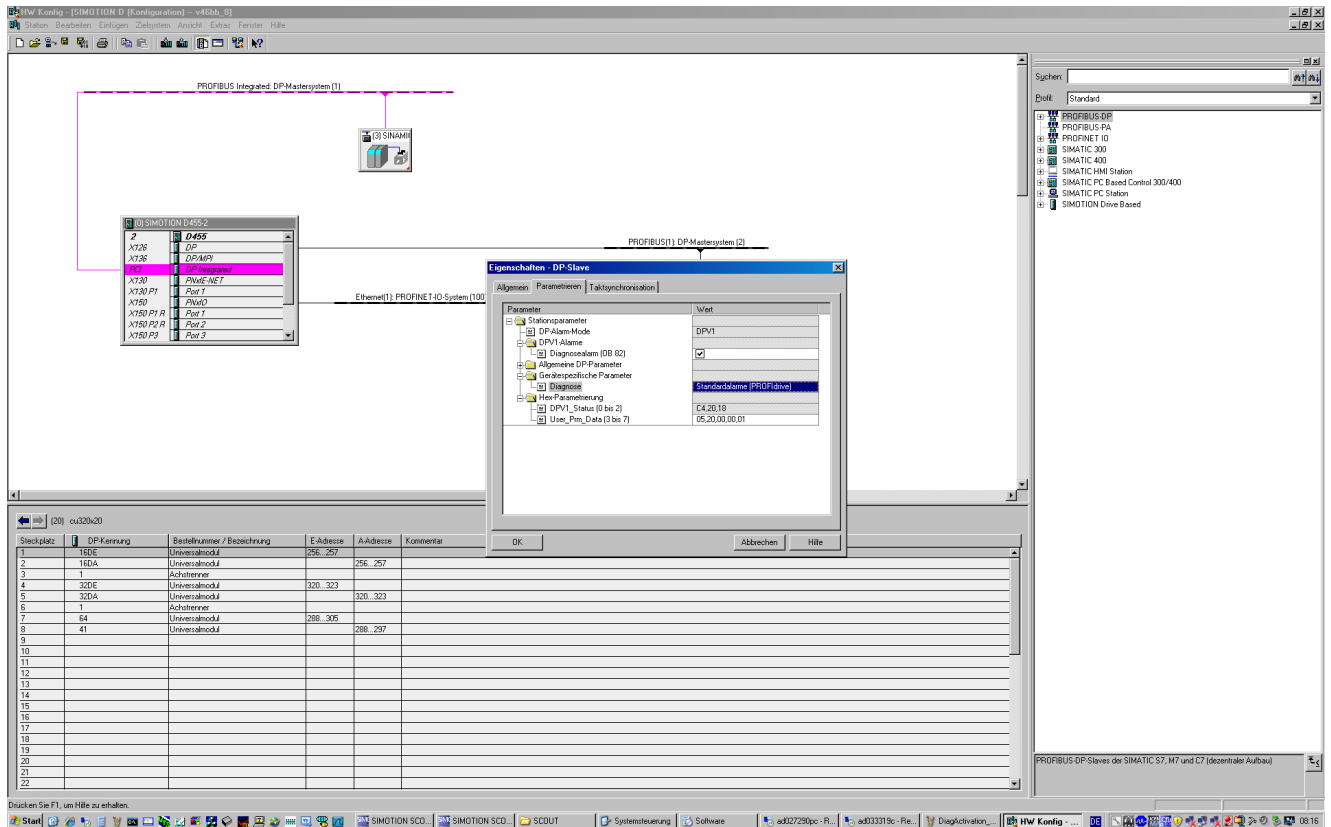 HW Konfig - [SIMOTION D (Konfiguration) -- v46bb_8]
Station Bearbeiten Einfügen Zielsystem Ansicht Extras Fenster Hilfe
PROFIBUS Integrated: DP-Mastersystem (1)
(3) SINAMI
(0) SIMOTION D455-2
2 D455
X126 DP
X136 DP/MPI
PCI DP Integrated
X130 PNxIE-NET
X130 P1 Port 1
X150 PNxIO
X150 P1 R Port 1
X150 P2 R Port 2
X150 P3 Port 3
PROFIBUS(1): DP-Mastersystem (2)
Ethernet(1): PROFINET-IO-System (100)
Eigenschaften - DP-Slave
Allgemein Parametrieren Taktsynchronisation
Parameter Wert
Stationsparameter
DP-Alarm-Mode DPV1
DPV1-Alarme
Diagnosealarm (OB 82)
Allgemeine DP-Parameter
Gerätespezifische Parameter
Diagnose Standardalarme (PROFIdrive)
Hex-Parametrierung
DPV1_Status (0 bis 2) C4,20,18
User_Prm_Data (3 bis 7) 05,20,00,00,01
OK Abbrechen Hilfe
Suchen:
Profil: Standard
PROFIBUS-DP
PROFIBUS-PA
PROFINET IO
SIMATIC 300
SIMATIC 400
SIMATIC HMI Station
SIMATIC PC Based Control 300/400
SIMATIC PC Station
SIMOTION Drive Based
PROFIBUS-DP-Slaves der SIMATIC S7, M7 und C7 (dezentraler Aufbau)
(20) cu320x20
Steckplatz DP-Kennung Bestellnummer / Bezeichnung E-Adresse A-Adresse Kommentar
1 16DE Universalmodul 256...257
2 16DA Universalmodul 256...257
3 1 Achstrenner
4 32DE Universalmodul 320...323
5 32DA Universalmodul 320...323
6 1 Achstrenner
7 64 Universalmodul 288...305
8 41 Universalmodul 288...297
9
10
11
12
13
14
15
16
17
18
19
20
21
22
Drücken Sie F1, um Hilfe zu erhalten.
Start SIMOTION SCO... SIMOTION SCO... SCOUT Systemsteuerung Software ad027290pc - R... ad033319c - Re... DiagActivation_... HW Konfig - ... DE 08:16